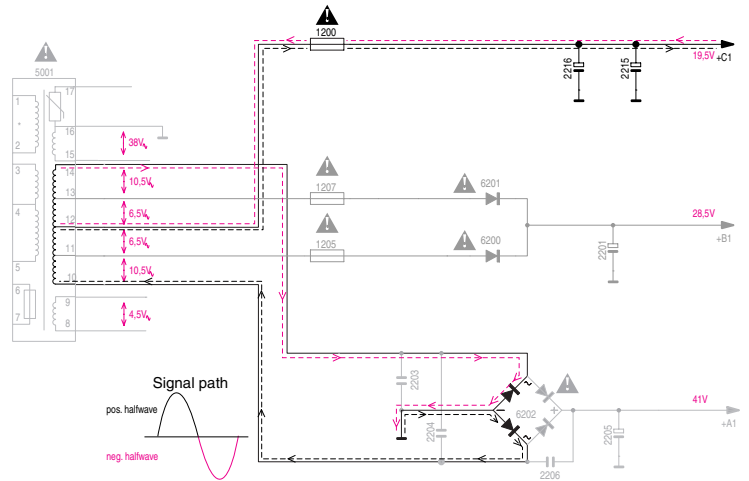 1200
19,5V
+C1
2216
2215
5001
17
1
16
2
38V
15
3
14
10,5V
13
1207
6201
4
12
6,5V
28,5V
+B1
6,5V
1205
6200
2201
11
5
10,5V
10
6
9
7
4,5V
8
2203
Signal path
pos. halfwave
neg. halfwave
6202
~
~
+
−
41V
+A1
2204
2205
2206